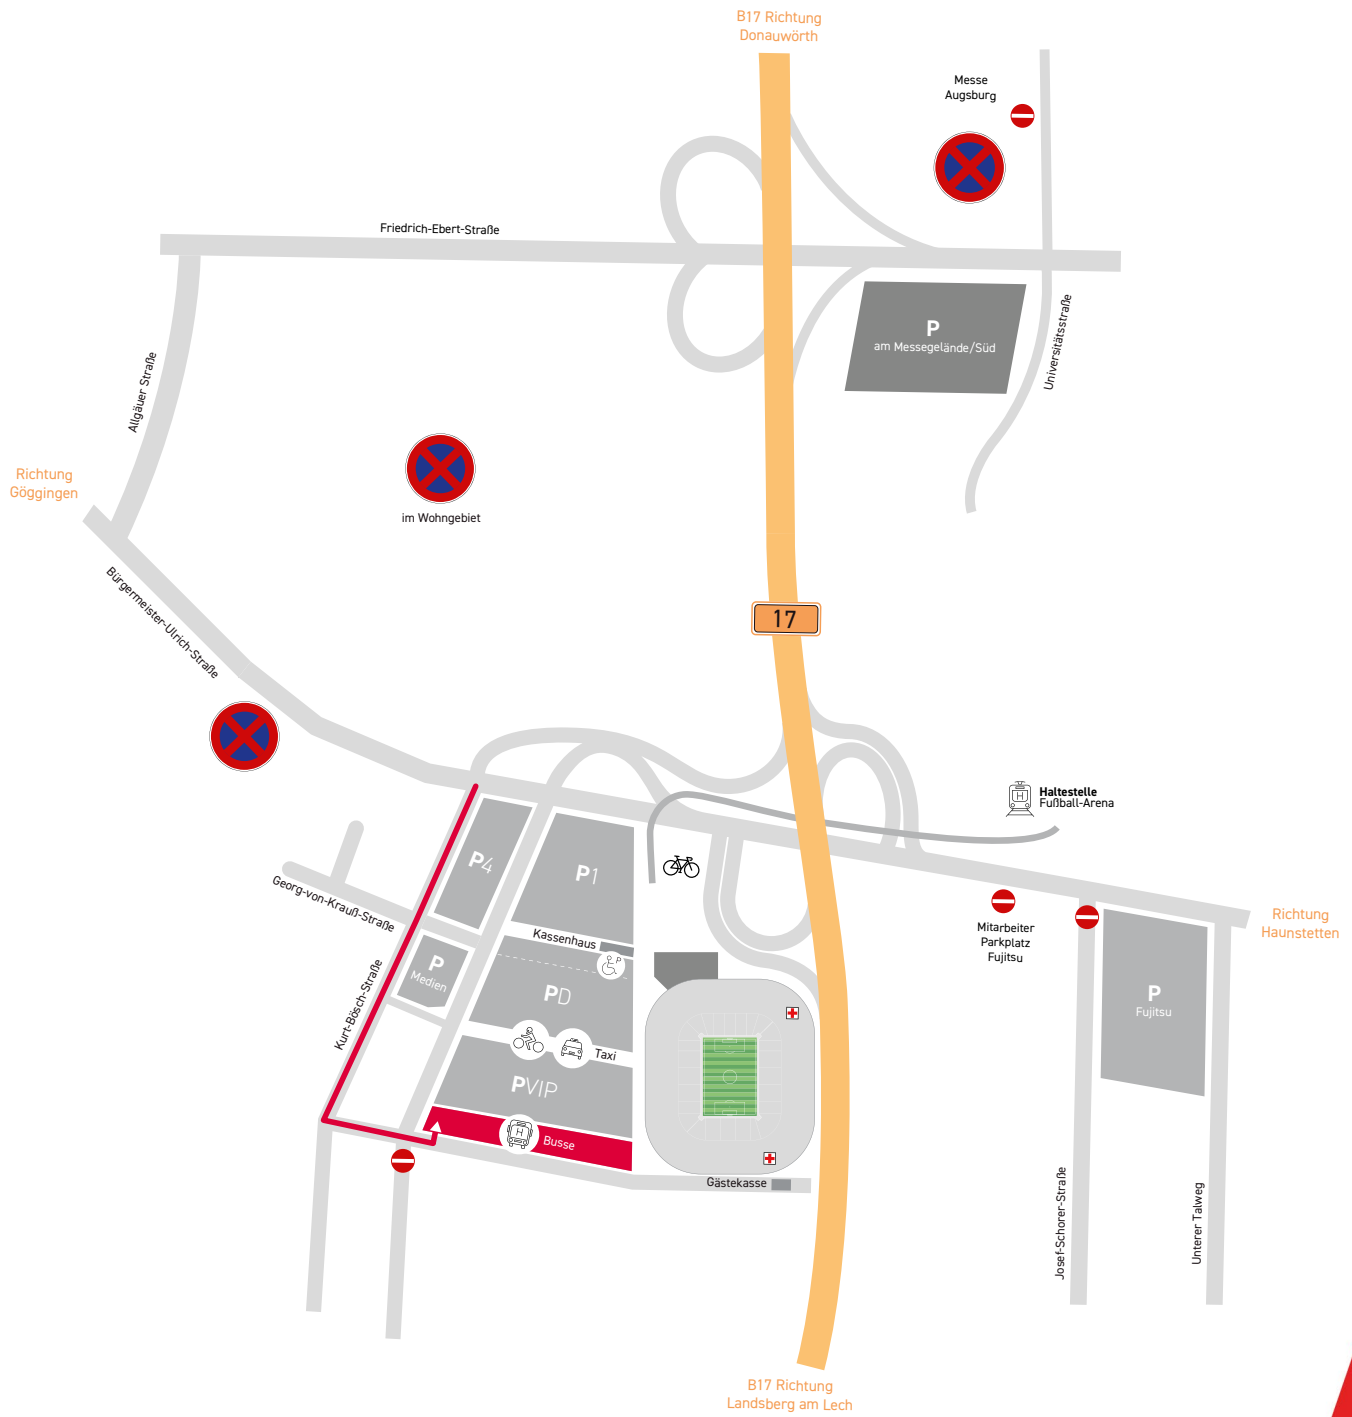 B17 Richtung
Donauwörth
Messe
Augsburg
Friedrich-Ebert-Straße
P
am Messegelände/Süd
Universitätsstraße
Allgäuer Straße
Richtung
Göggingen
im Wohngebiet
Bürgermeister-Ulrich-Straße
17
H
Haltestelle
Fußball-Arena
P4
P1
Georg-von-Krauß-Straße
Kassenhaus
P
P
Medien
PD
Kurt-Bösch-Straße
Taxi
PVIP
H
Busse
Gästekasse
Mitarbeiter
Parkplatz
Fujitsu
Richtung
Haunstetten
P
Fujitsu
Josef-Schorer-Straße
Unterer Talweg
B17 Richtung
Landsberg am Lech